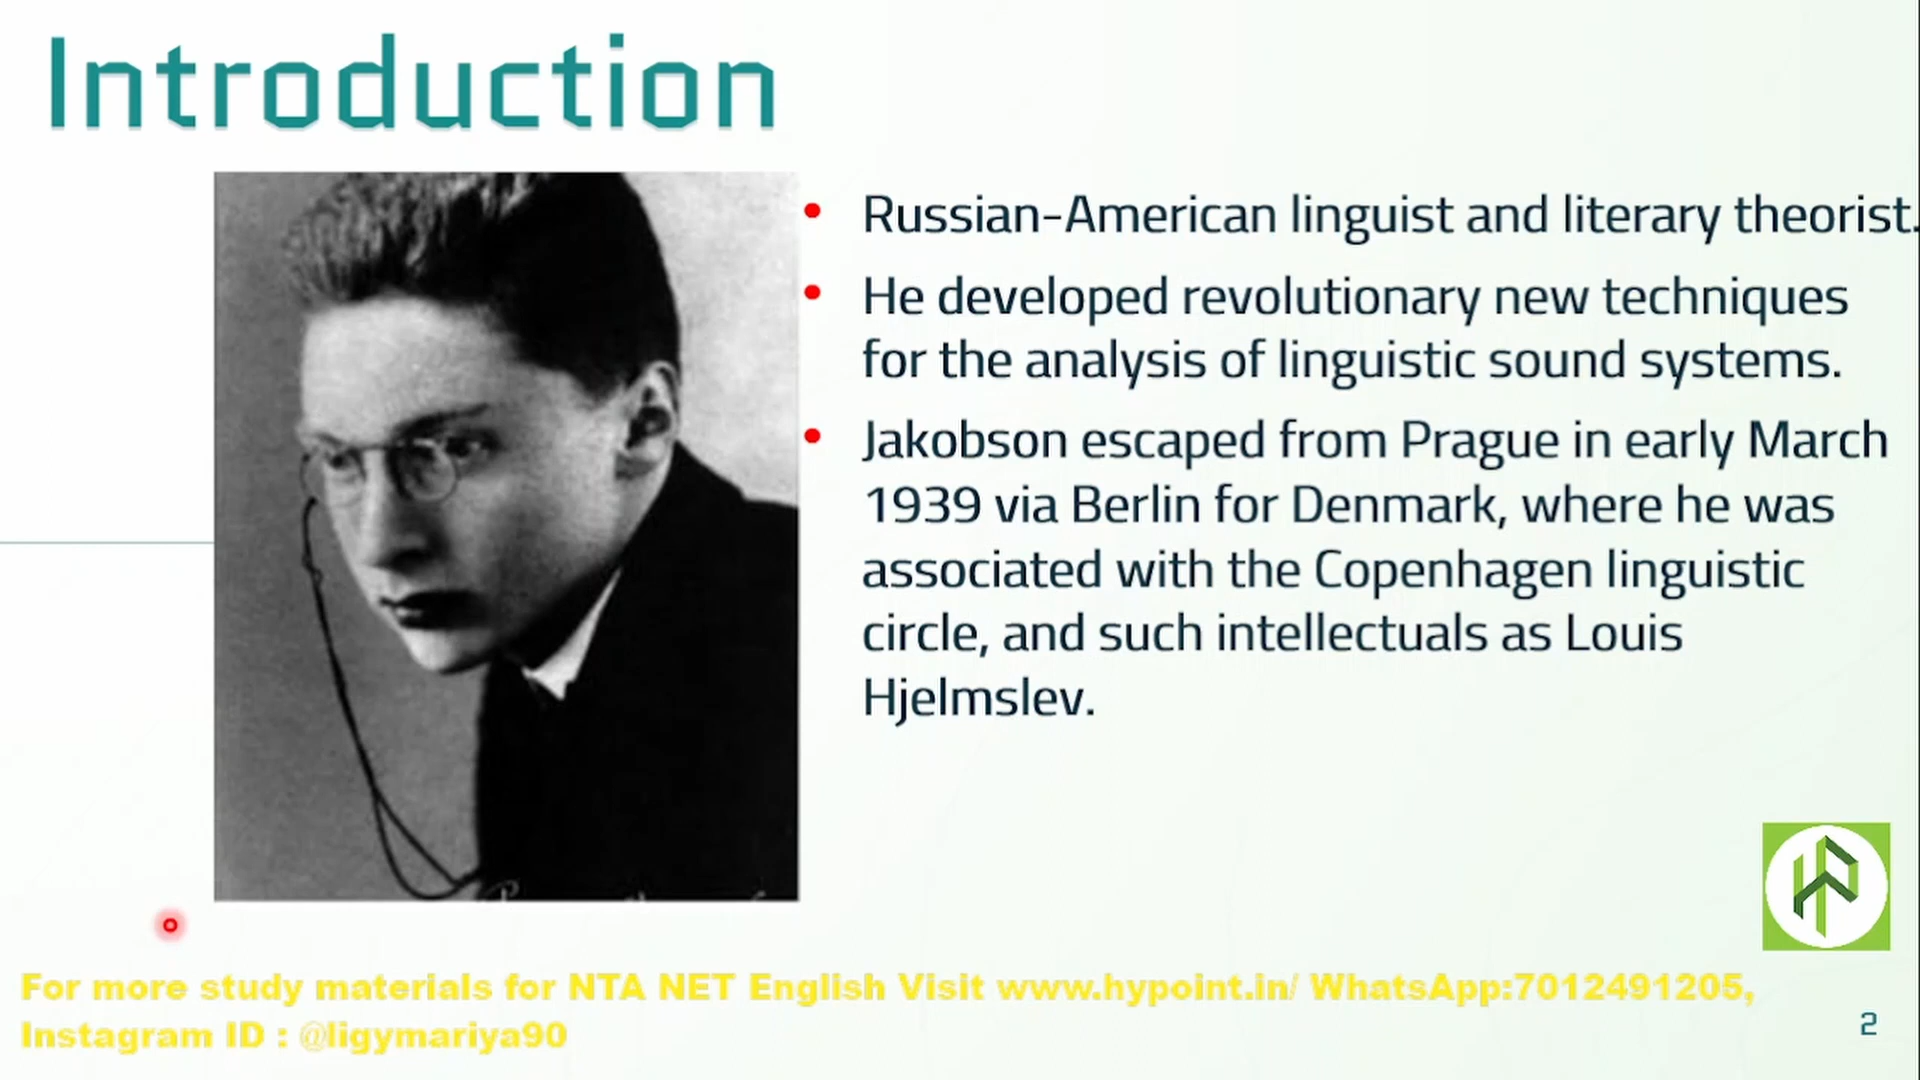 Introduction
Russian-American linguist and literary theorist.
He developed revolutionary new techniques
for the analysis of linguistic sound systems.
Jakobson escaped from Prague in early March
1939 via Berlin for Denmark, where he was
associated with the Copenhagen linguistic
circle, and such intellectuals as Louis
Hjelmslev.
For more study materials for NTA NET English Visit www.hypoint.in/ WhatsApp:7012491205,
Instagram ID : @ligymariya90
2